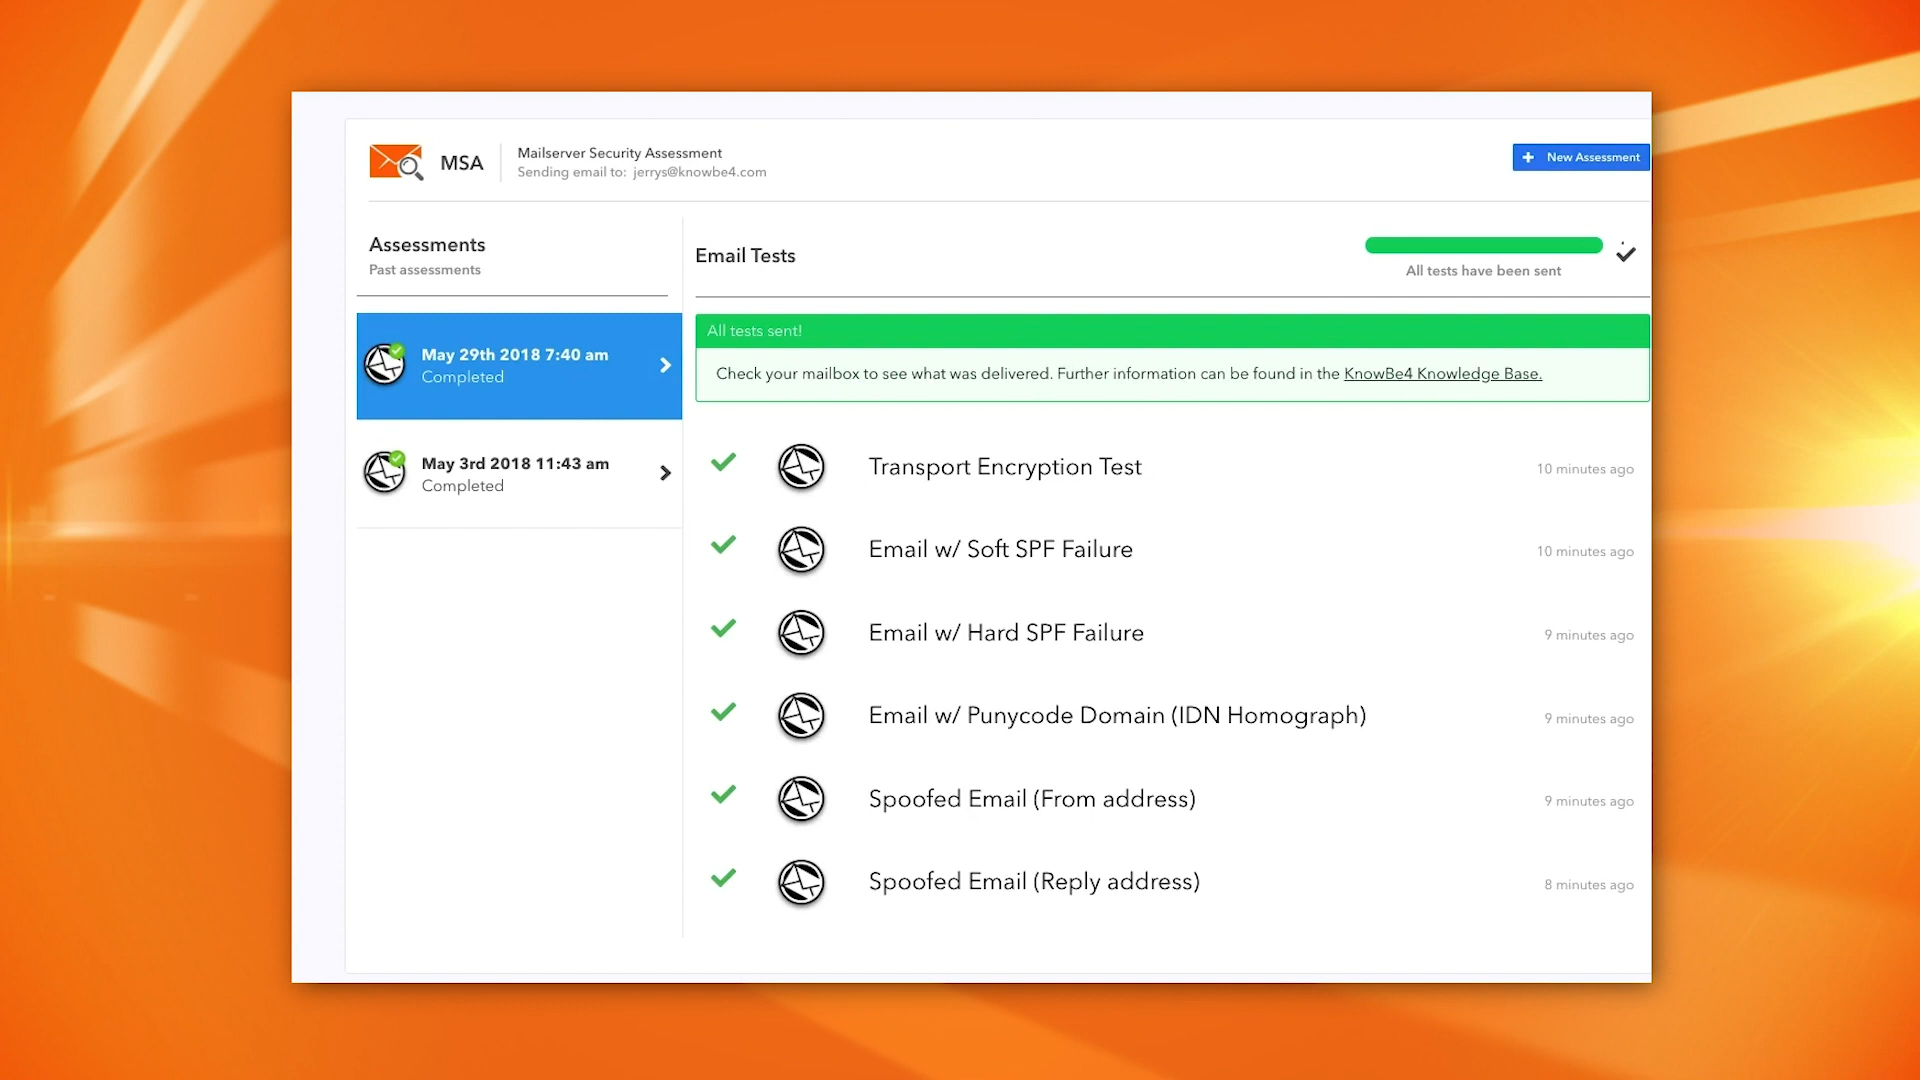 MSA
Mailserver Security Assessment
Sending email to: jerrys@knowbe4.com
+ New Assessment
Assessments
Past assessments
May 29th 2018 7:40 am
Completed
May 3rd 2018 11:43 am
Completed
Email Tests
All tests have been sent
All tests sent!
Check your mailbox to see what was delivered. Further information can be found in the KnowBe4 Knowledge Base.
Transport Encryption Test
10 minutes ago
Email w/ Soft SPF Failure
10 minutes ago
Email w/ Hard SPF Failure
9 minutes ago
Email w/ Punycode Domain (IDN Homograph)
9 minutes ago
Spoofed Email (From address)
9 minutes ago
Spoofed Email (Reply address)
8 minutes ago